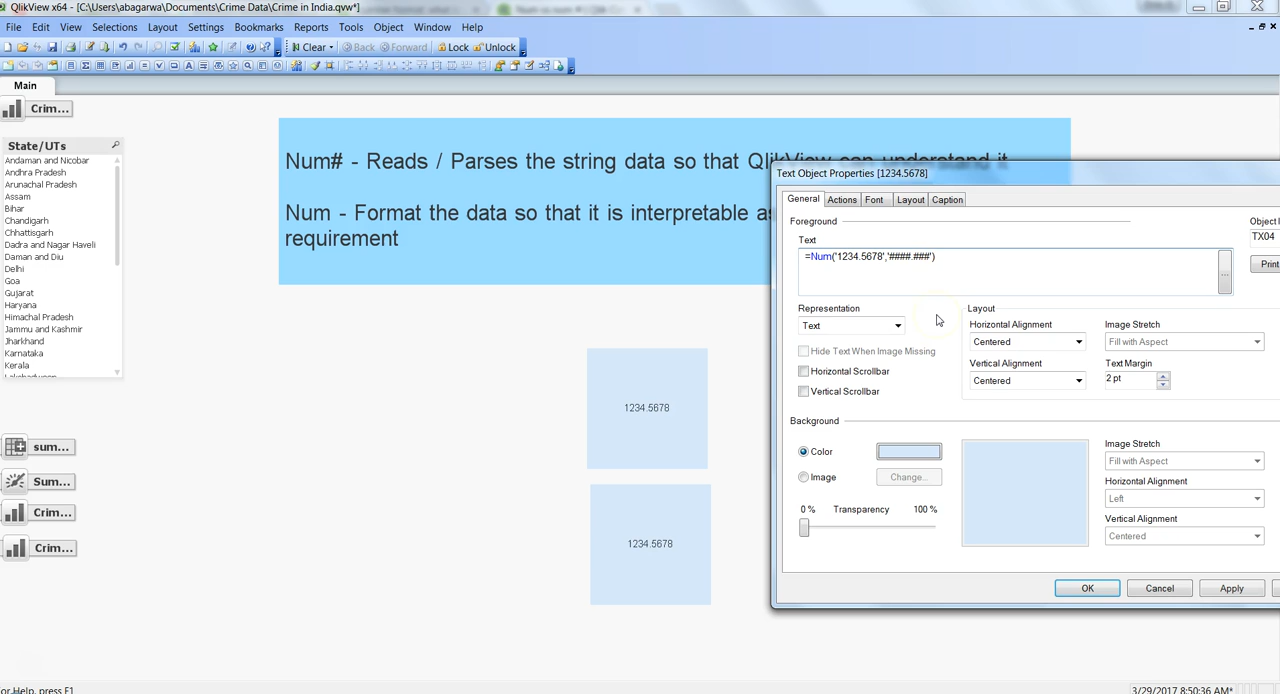 QlikView x64 - [C:\Users\abagarwa\Documents\Crime Data\Crime in India.qvw*]
File Edit View Selections Layout Settings Bookmarks Reports Tools Object Window Help
Clear Back Forward Lock Unlock
Main
Crim...
State/UTs
Andaman and Nicobar
Andhra Pradesh
Arunachal Pradesh
Assam
Bihar
Chandigarh
Chhattisgarh
Dadra and Nagar Haveli
Daman and Diu
Delhi
Goa
Gujarat
Haryana
Himachal Pradesh
Jammu and Kashmir
Jharkhand
Karnataka
Kerala
sum...
Sum...
Crim...
Crim...
Num# - Reads / Parses the string data so that QlikView can understand it
Num - Format the data so that it is interpretable as
requirement
1234.5678
1234.5678
Text Object Properties [1234.5678]
General Actions Font Layout Caption
Foreground
Object I
Text
TX04
=Num('1234.5678','####.###')
...
Print
Representation
Text
Hide Text When Image Missing
Horizontal Scrollbar
Vertical Scrollbar
Layout
Horizontal Alignment Image Stretch
Centered Fill with Aspect
Vertical Alignment Text Margin
Centered 2 pt
Background
Color
Image Change...
0 % Transparency 100 %
Image Stretch
Fill with Aspect
Horizontal Alignment
Left
Vertical Alignment
Centered
OK Cancel Apply
or Help, press F1
3/29/2017 8:50:36 AM*